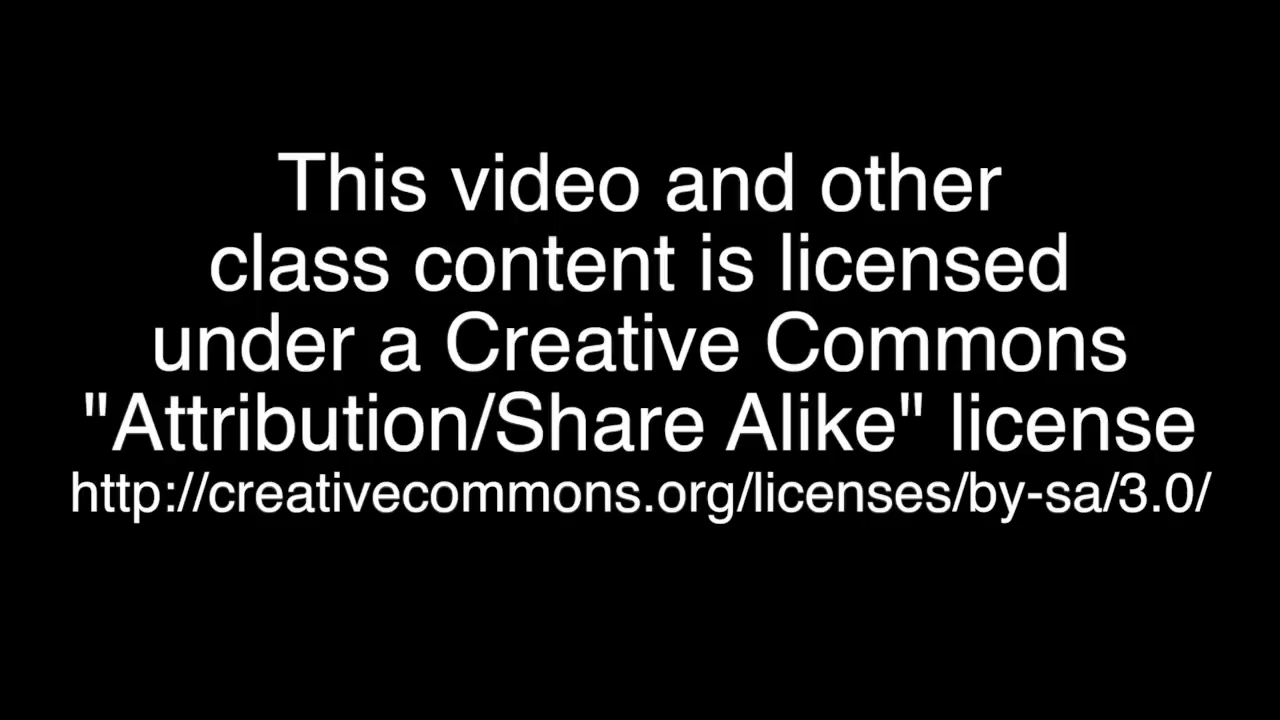 This video and other
class content is licensed
under a Creative Commons
"Attribution/Share Alike" license
http://creativecommons.org/licenses/by-sa/3.0/